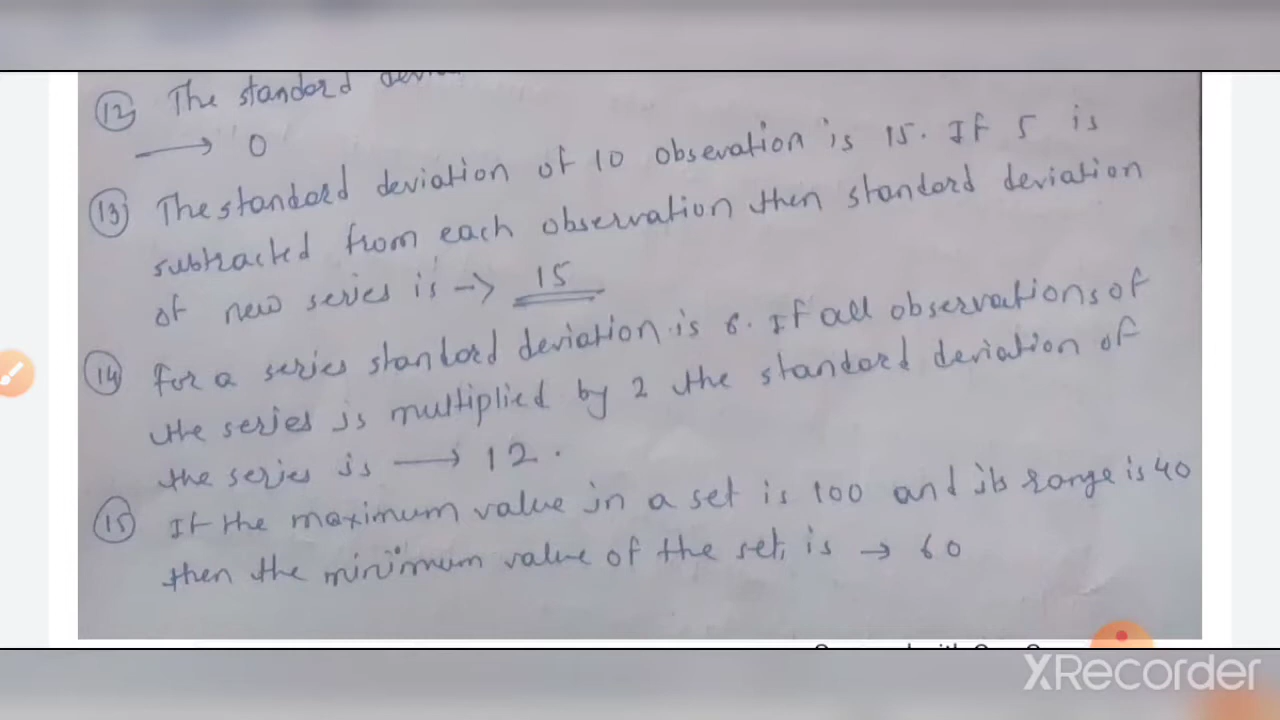 12 The standard
→ 0
13 The standard deviation of 10 obsevation is 15. If 5 is
subtracted from each observation then standard deviation
of new series is → 15
14 For a series standard deviation is 6. If all observations of
the series is multiplied by 2 the standard deviation of
the series is → 12.
15 If the maximum value in a set is 100 and its range is 40
then the minimum value of the set, is → 60
XRecorder